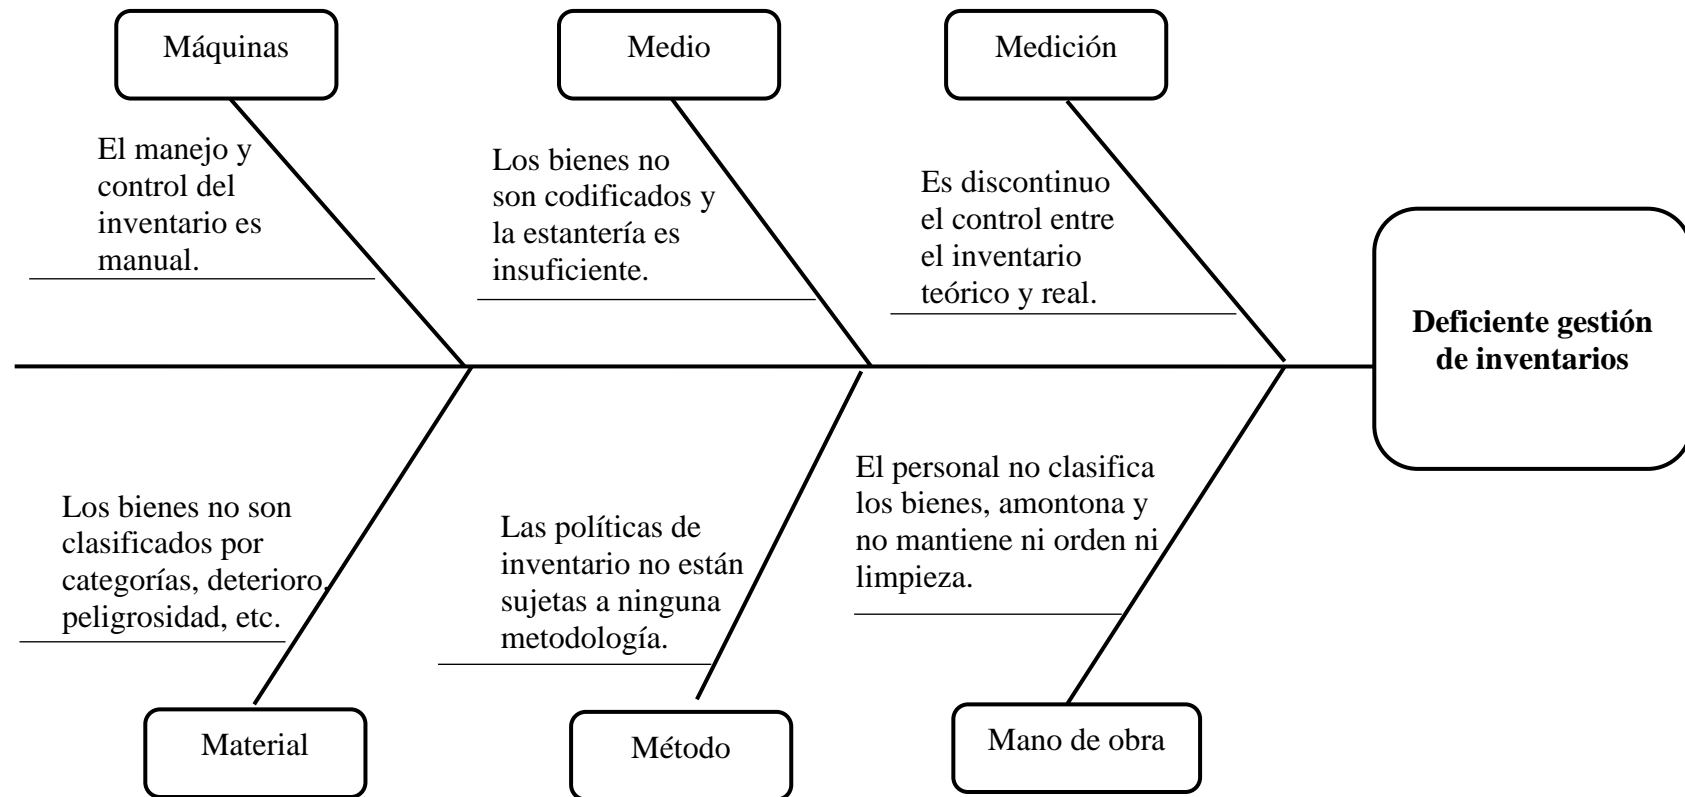 Máquinas
Medio
Medición
El manejo y
control del
inventario es
manual.
Los bienes no
son codificados y
la estantería es
insuficiente.
Es discontinuo
el control entre
el inventario
teórico y real.
Deficiente gestión
de inventarios
Los bienes no son
clasificados por
categorías, deterioro,
peligrosidad, etc.
Las políticas de
inventario no están
sujetas a ninguna
metodología.
El personal no clasifica
los bienes, amontona y
no mantiene ni orden ni
limpieza.
Material
Método
Mano de obra